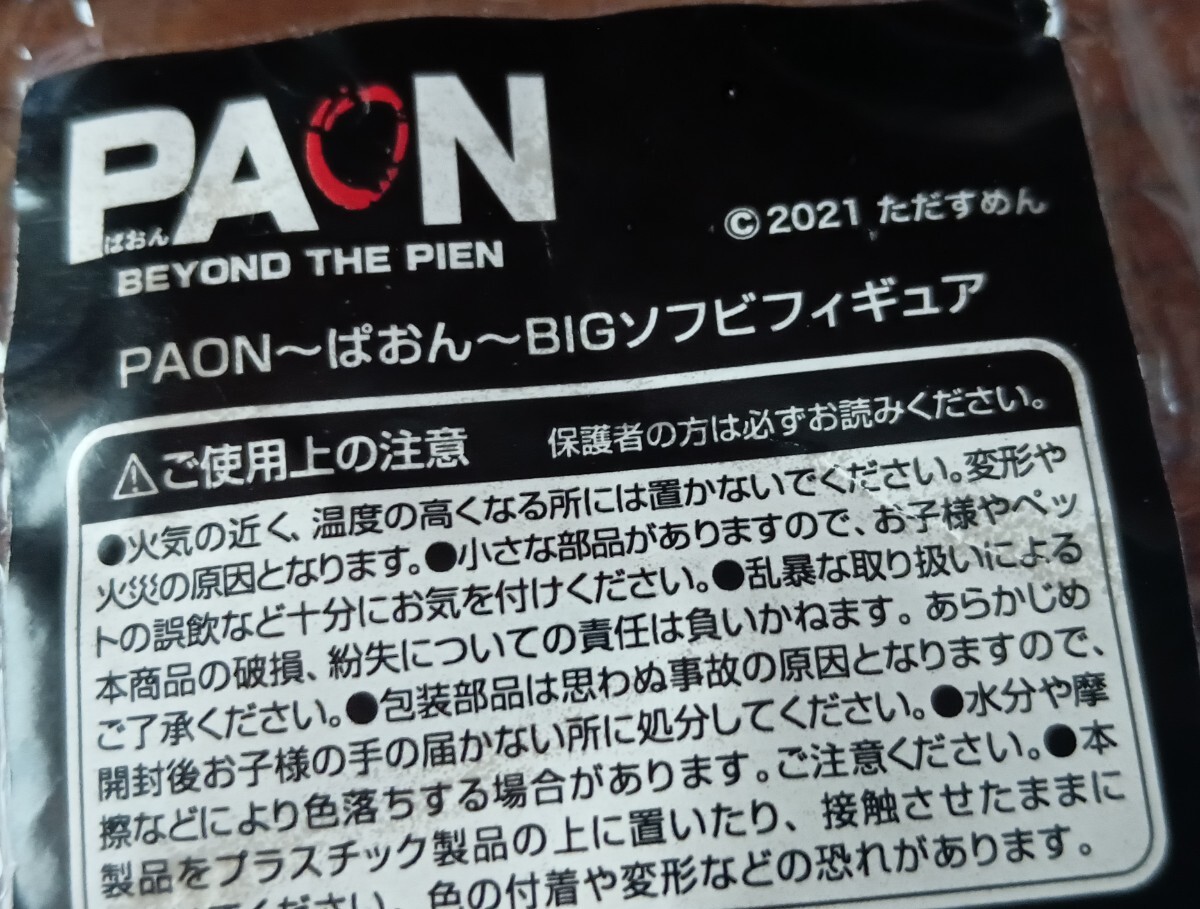 PAON
ぱおん
BEYOND THE PIEN
©2021 ただすめん
PAON～ぱおん～BIGソフビフィギュア
⚠ご使用上の注意 保護者の方は必ずお読みください。
●火気の近く、温度の高くなる所には置かないでください。変形や
火災の原因となります。●小さな部品がありますので、お子様やペッ
トの誤飲など十分にお気を付けください。●乱暴な取り扱いによる
本商品の破損、紛失についての責任は負いかねます。あらかじめ
ご了承ください。●包装部品は思わぬ事故の原因となりますので、
開封後お子様の手の届かない所に処分してください。●水分や摩
擦などにより色落ちする場合があります。ご注意ください。●本
製品をプラスチック製品の上に置いたり、接触させたままに
ください。色の付着や変形などの恐れがあります。